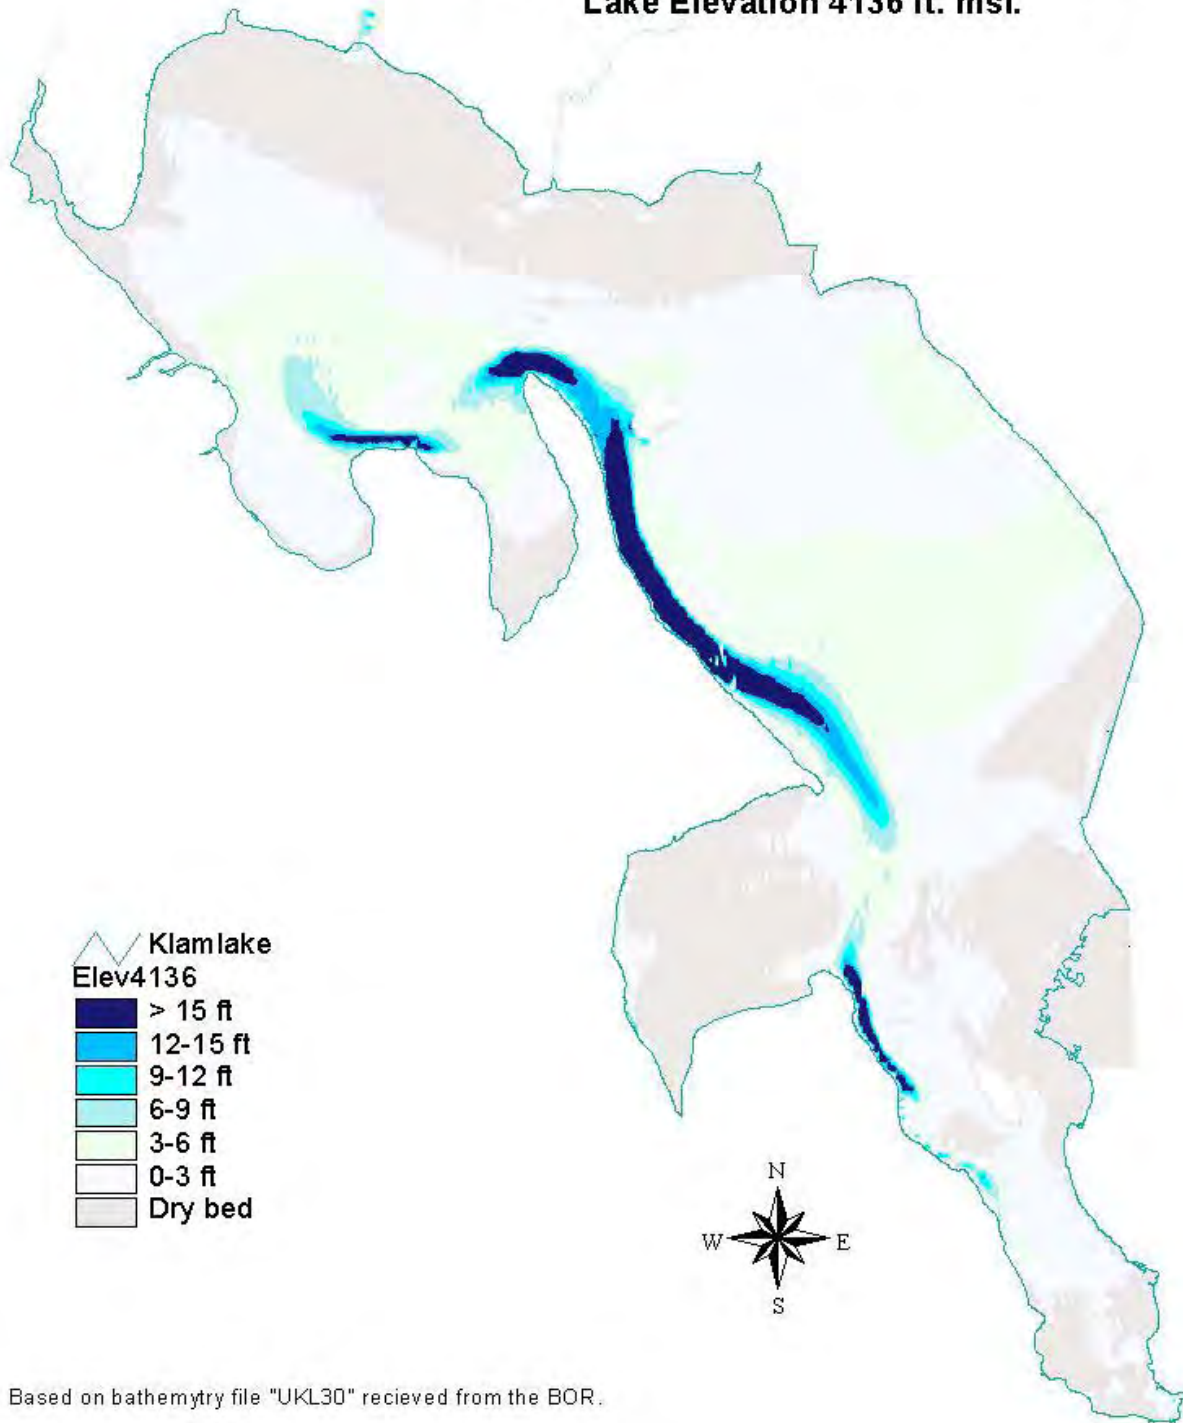 Lake Elevation 4136 ft. msl.
Klamlake
Elev4136
> 15 ft
12-15 ft
9-12 ft
6-9 ft
3-6 ft
0-3 ft
Dry bed
N
W E
S
Based on bathemytry file "UKL30" recieved from the BOR.